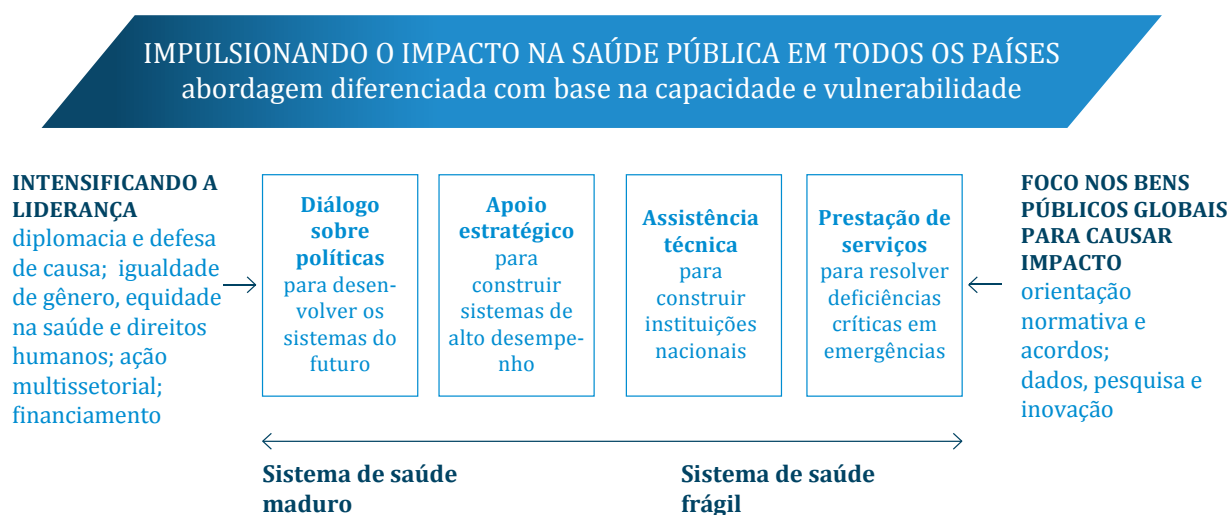 IMPULSIONANDO O IMPACTO NA SAÚDE PÚBLICA EM TODOS OS PAÍSES
abordagem diferenciada com base na capacidade e vulnerabilidade
INTENSIFICANDO A
LIDERANÇA
diplomacia e defesa
de causa; igualdade
de gênero, equidade
na saúde e direitos
humanos; ação
multissetorial;
financiamento
Diálogo
sobre
políticas
para desen-
volver os
sistemas do
futuro
Apoio
estratégico
para
construir
sistemas de
alto desempe-
nho
Assistência
técnica
para
construir
instituições
nacionais
Prestação de
serviços
para resolver
deficiências
críticas em
emergências
FOCO NOS BENS
PÚBLICOS GLOBAIS
PARA CAUSAR
IMPACTO
orientação
normativa e
acordos;
dados, pesquisa e
inovação
Sistema de saúde
maduro
Sistema de saúde
frágil